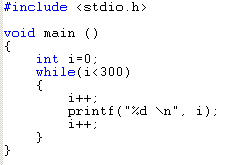 #include <stdio.h>
void main ()
{
    int i=0;
    while(i<300)
    {
        i++;
        printf("%d \n", i);
        i++;
    }
}